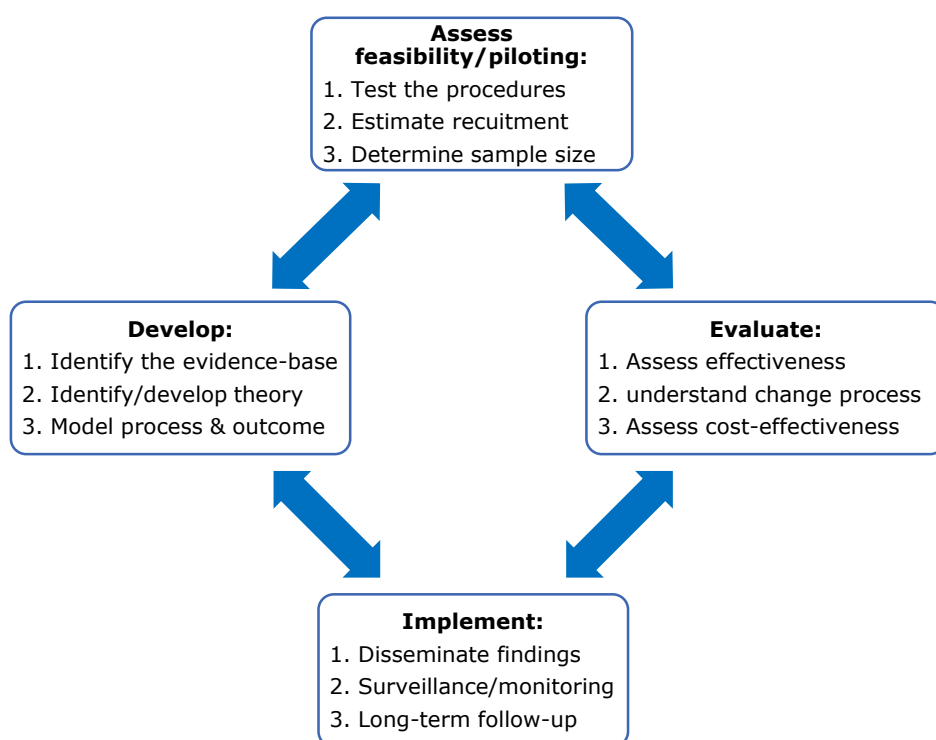 Assess
feasibility/piloting:
1. Test the procedures
2. Estimate recuitment
3. Determine sample size
Develop:
1. Identify the evidence-base
2. Identify/develop theory
3. Model process & outcome
Evaluate:
1. Assess effectiveness
2. understand change process
3. Assess cost-effectiveness
Implement:
1. Disseminate findings
2. Surveillance/monitoring
3. Long-term follow-up